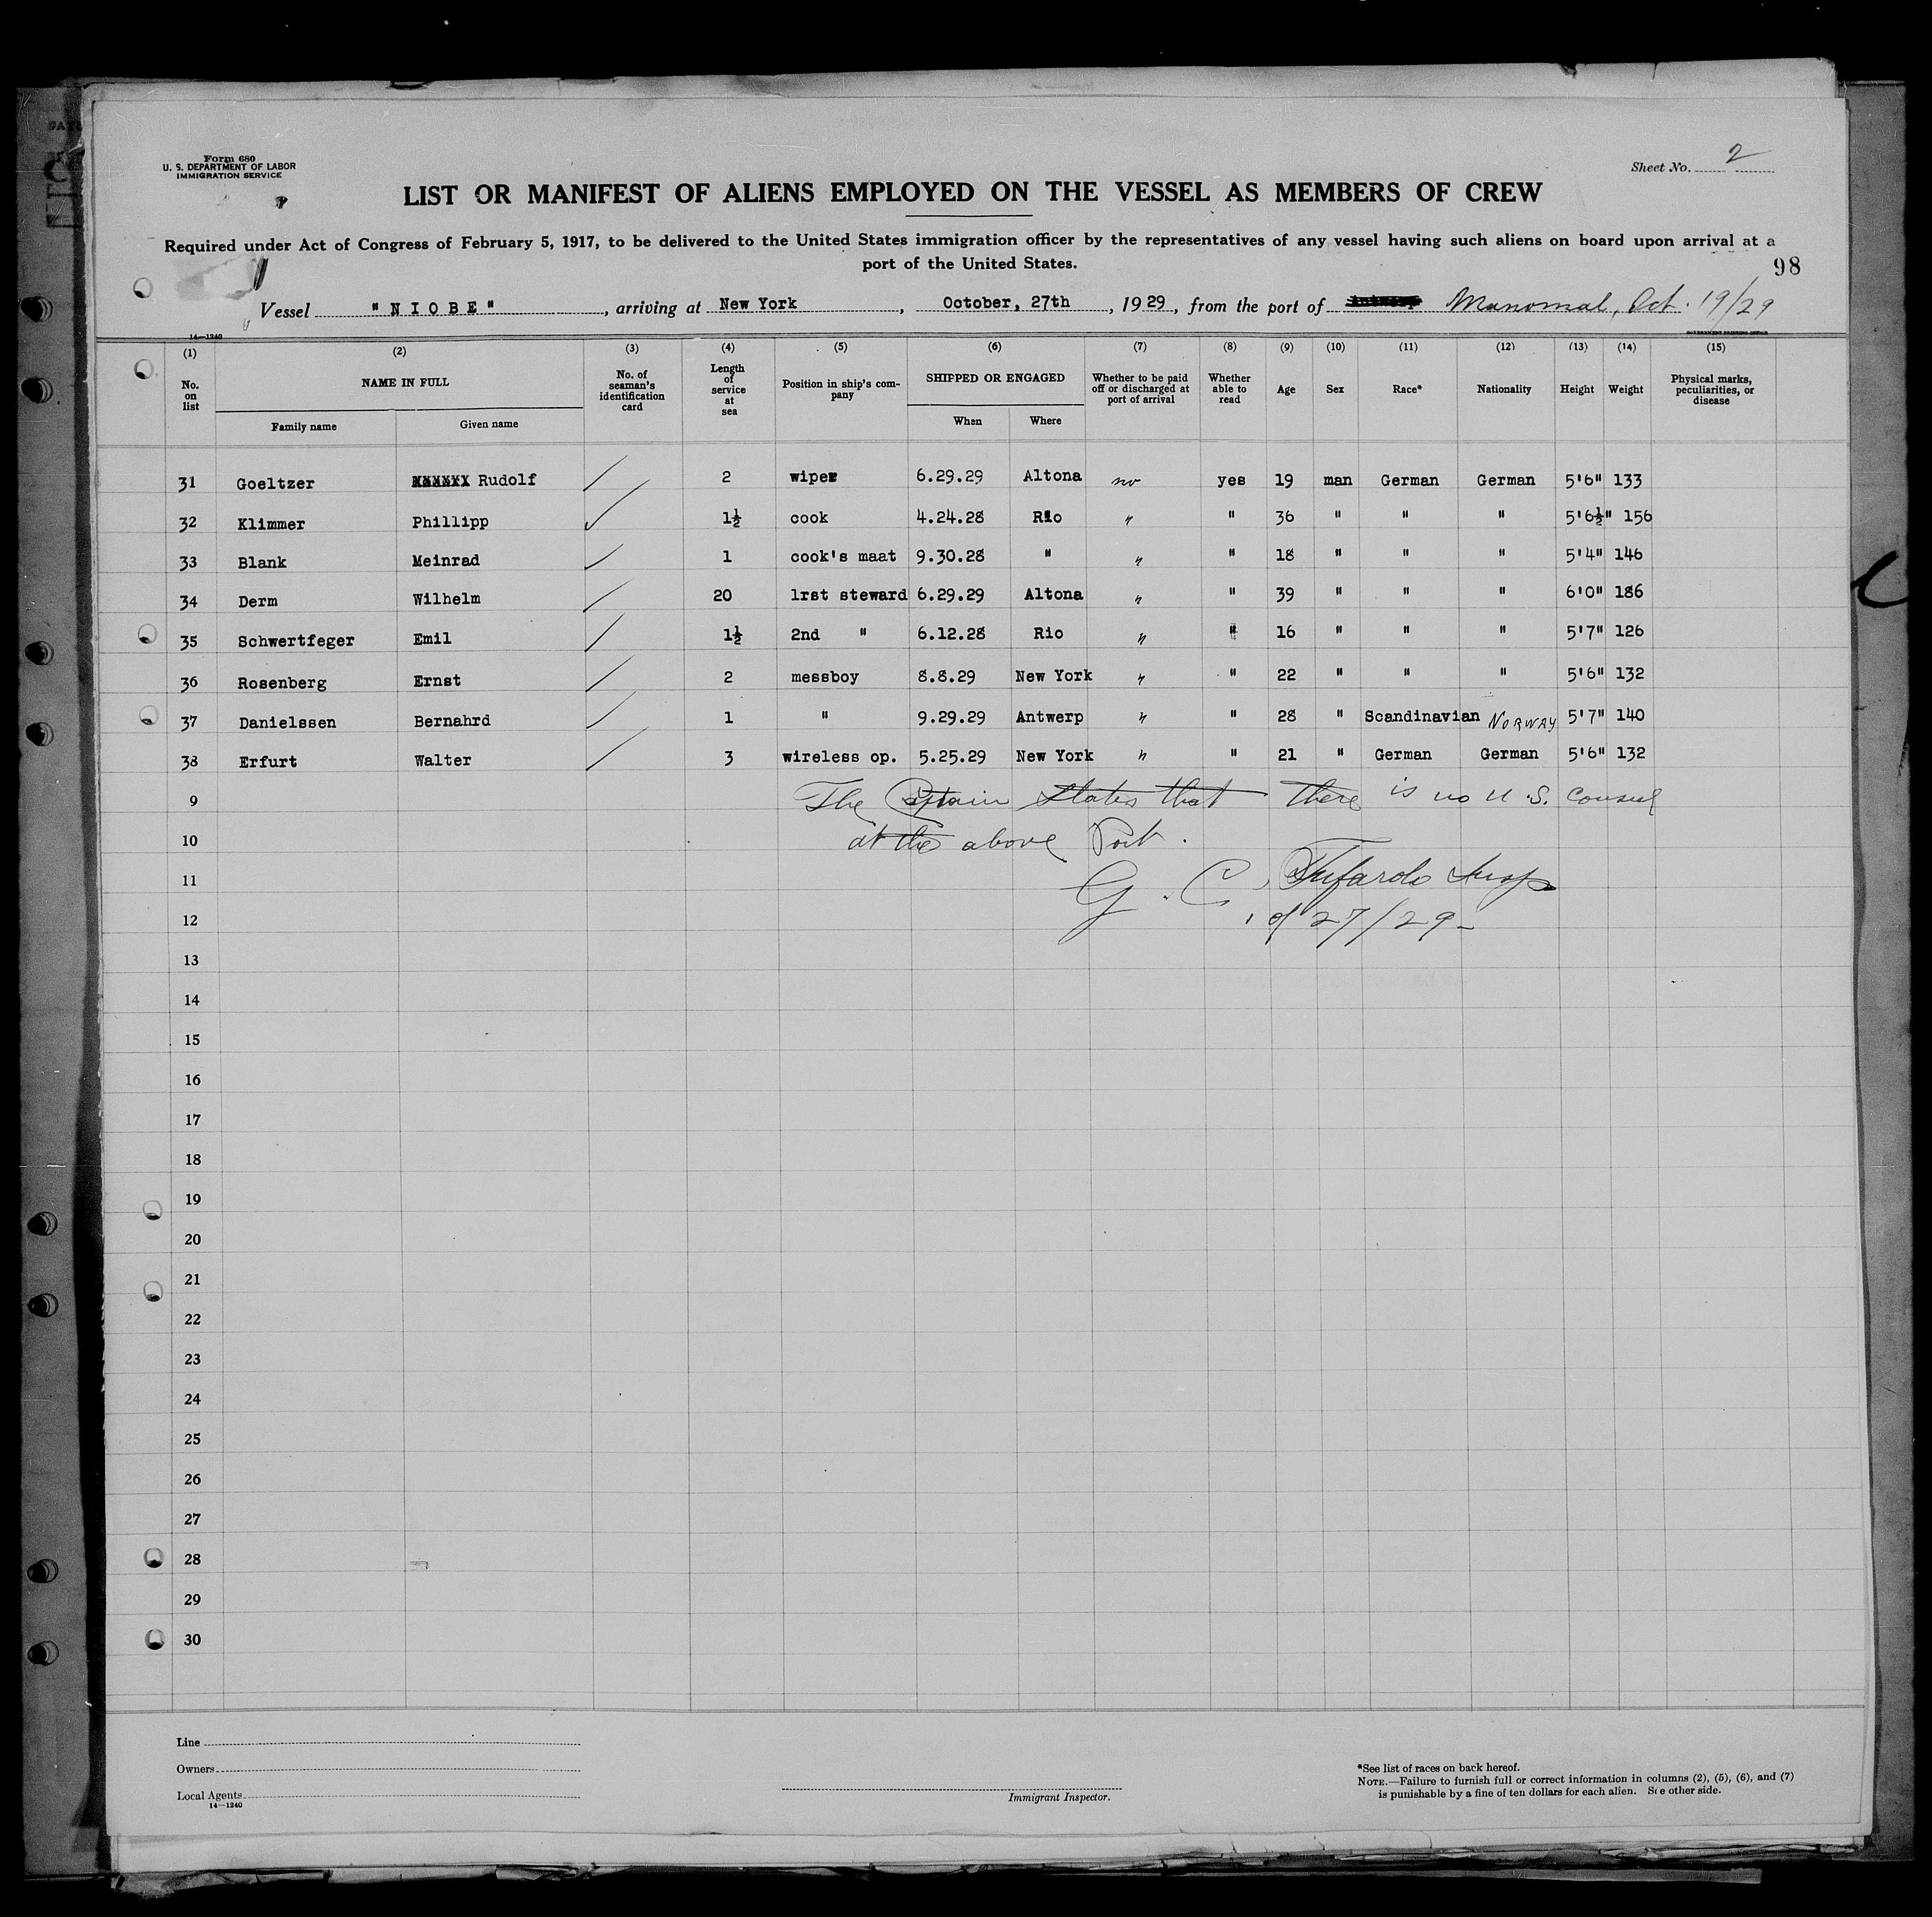 Form 680
U. S. DEPARTMENT OF LABOR
IMMIGRATION SERVICE
Sheet No. 2
LIST OR MANIFEST OF ALIENS EMPLOYED ON THE VESSEL AS MEMBERS OF CREW
Required under Act of Congress of February 5, 1917, to be delivered to the United States immigration officer by the representatives of any vessel having such aliens on board upon arrival at a
port of the United States.
98
Vessel "NIOBE", arriving at New York, October, 27th, 1929, from the port of Manomal, Oct. 19/29
14—1240 GOVERNMENT PRINTING OFFICE
(1) (2) (3) (4) (5) (6) (7) (8) (9) (10) (11) (12) (13) (14) (15)
No. on list NAME IN FULL No. of seaman's identification card Length of service at sea Position in ship's company SHIPPED OR ENGAGED Whether to be paid off or discharged at port of arrival Whether able to read Age Sex Race* Nationality Height Weight Physical marks, peculiarities, or disease
Family name Given name When Where
31 Goeltzer Rudolf 2 wiper 6.29.29 Altona no yes 19 man German German 5'6" 133
32 Klimmer Phillipp 1½ cook 4.24.28 Rio " " 36 " " " 5'6½" 156
33 Blank Meinrad 1 cook's maat 9.30.28 " " " 18 " " " 5'4" 146
34 Derm Wilhelm 20 1rst steward 6.29.29 Altona " " 39 " " " 6'0" 186
35 Schwertfeger Emil 1½ 2nd " 6.12.28 Rio " " 16 " " " 5'7" 126
36 Rosenberg Ernst 2 messboy 8.8.29 New York " " 22 " " " 5'6" 132
37 Danielssen Bernahrd 1 " 9.29.29 Antwerp " " 28 " Scandinavian NORWAY 5'7" 140
38 Erfurt Walter 3 wireless op. 5.25.29 New York " " 21 " German German 5'6" 132
9 The Captain States that there is no U.S. Consul
10 at the above Port.
11 G. C. Insp
12 27/29
13
14
15
16
17
18
19
20
21
22
23
24
25
26
27
28
29
30
Line
Owners
Local Agents
14—1240
Immigrant Inspector.
*See list of races on back hereof.
NOTE.—Failure to furnish full or correct information in columns (2), (5), (6), and (7)
is punishable by a fine of ten dollars for each alien. See other side.